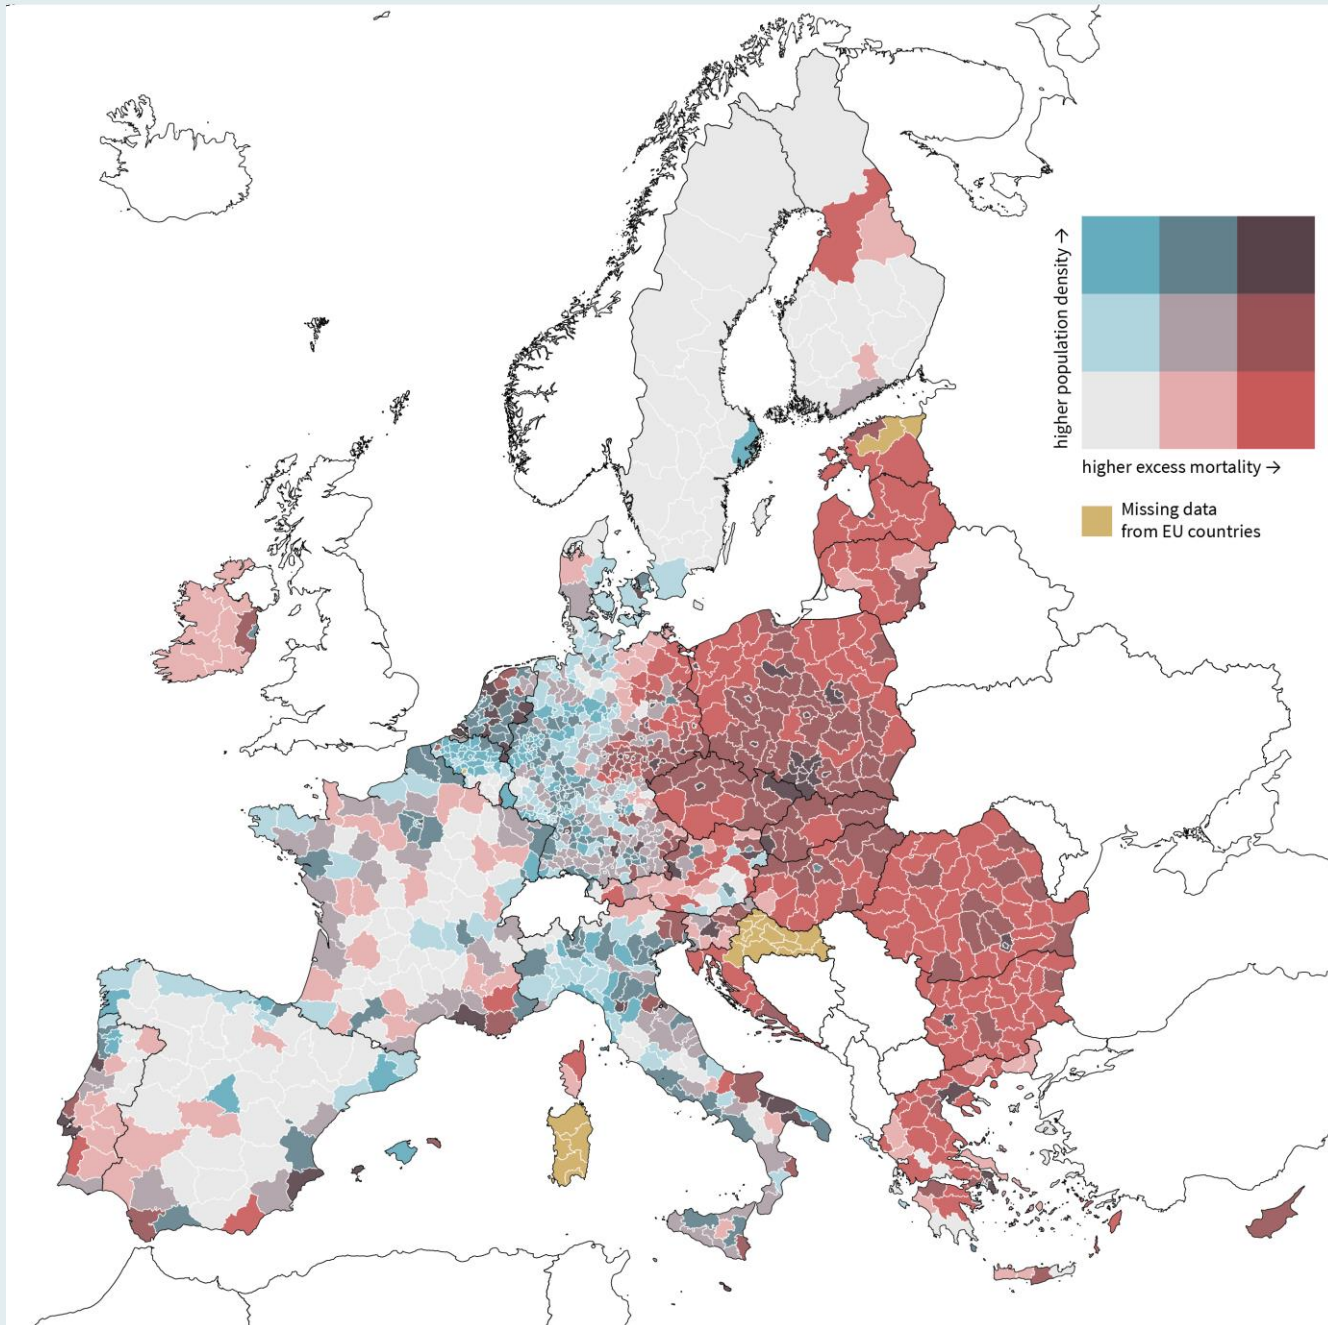 higher population density →
higher excess mortality →
Missing data
from EU countries